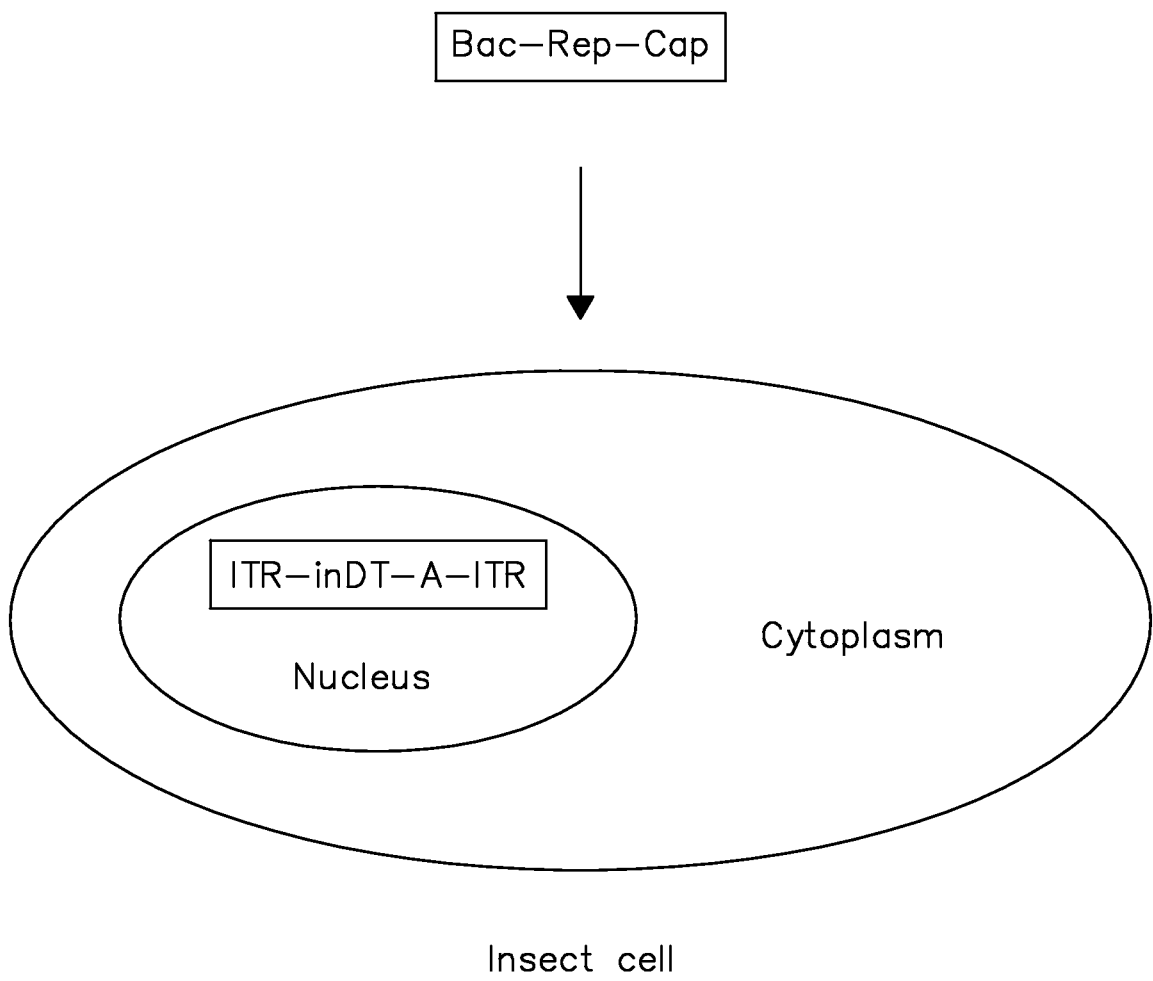 Bac-Rep-Cap
ITR-inDT-A-ITR
Nucleus
Cytoplasm
Insect cell